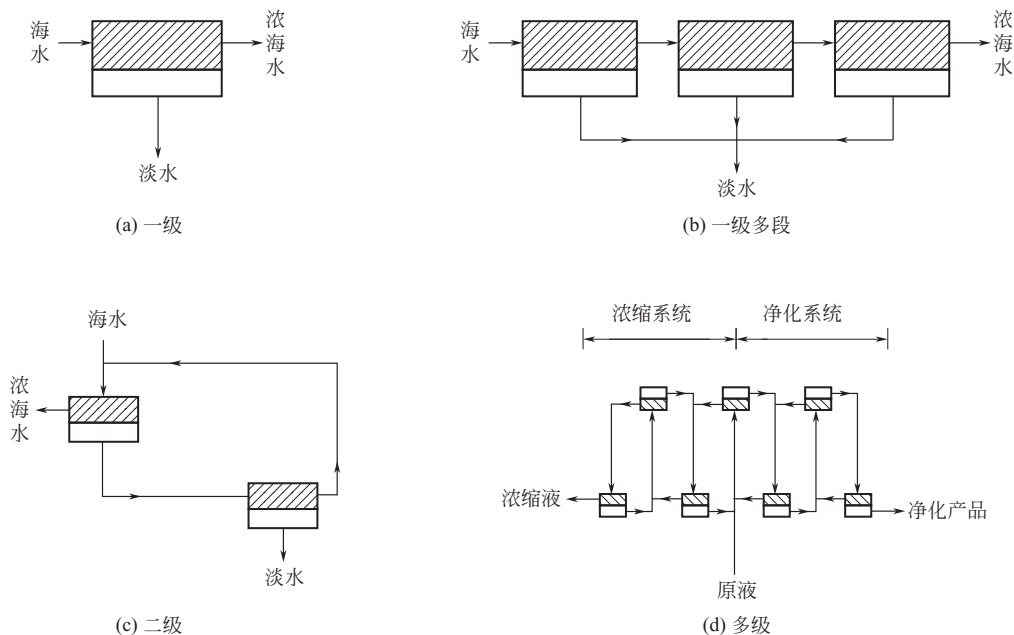 海水
浓海水
淡水
(a) 一级
海水
浓海水
淡水
(b) 一级多段
海水
浓海水
淡水
(c) 二级
浓缩系统
净化系统
浓缩液
净化产品
原液
(d) 多级